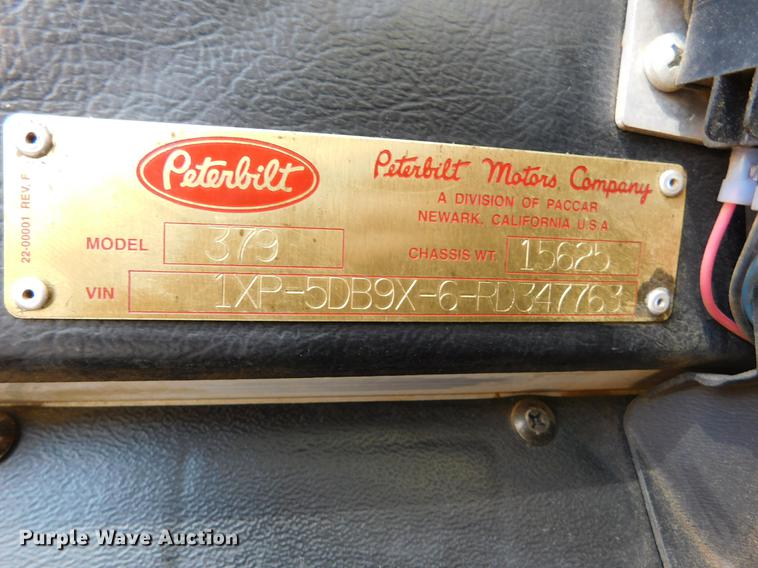 22-00001 REV. F
Peterbilt
Peterbilt Motors Company
A DIVISION OF PACCAR
NEWARK, CALIFORNIA U.S.A.
MODEL 379
CHASSIS WT. 15625
VIN 1XP-5DB9X-6-RD347763
Purple Wave Auction